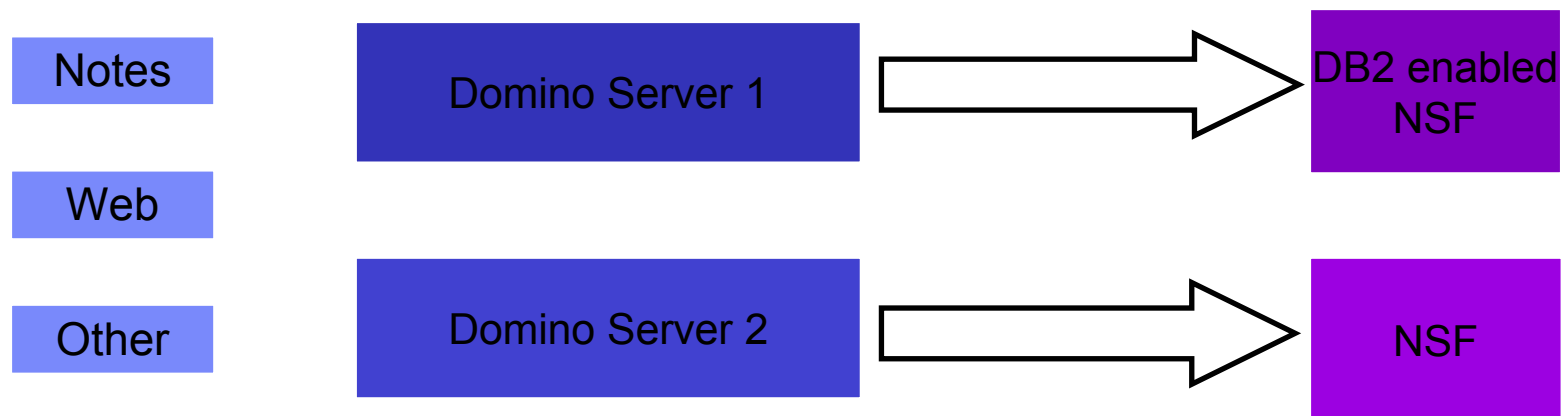 Notes
Domino Server 1
DB2 enabled
NSF
Web
Other
Domino Server 2
NSF